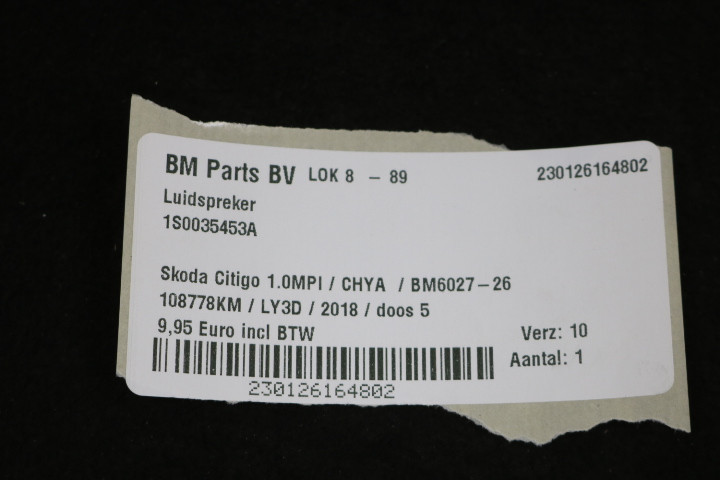 BM Parts BV LOK 8 - 89 230126164802
Luidspreker
1S0035453A
Skoda Citigo 1.0MPI / CHYA / BM6027-26
108778KM / LY3D / 2018 / doos 5
9,95 Euro incl BTW Verz: 10
Aantal: 1
230126164802